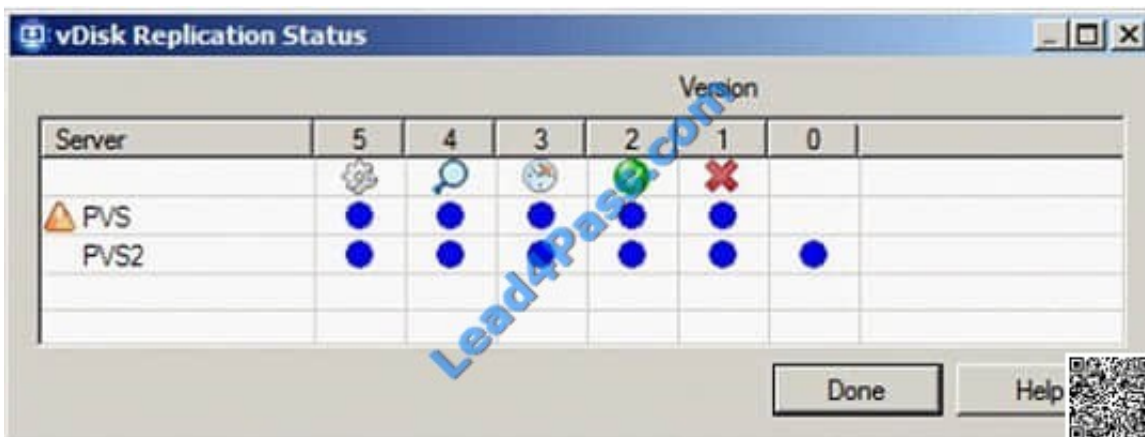 vDisk Replication Status
Version
Server 5 4 3 2 1 0
PVS
PVS2
Lead4Pass.com
Done Help